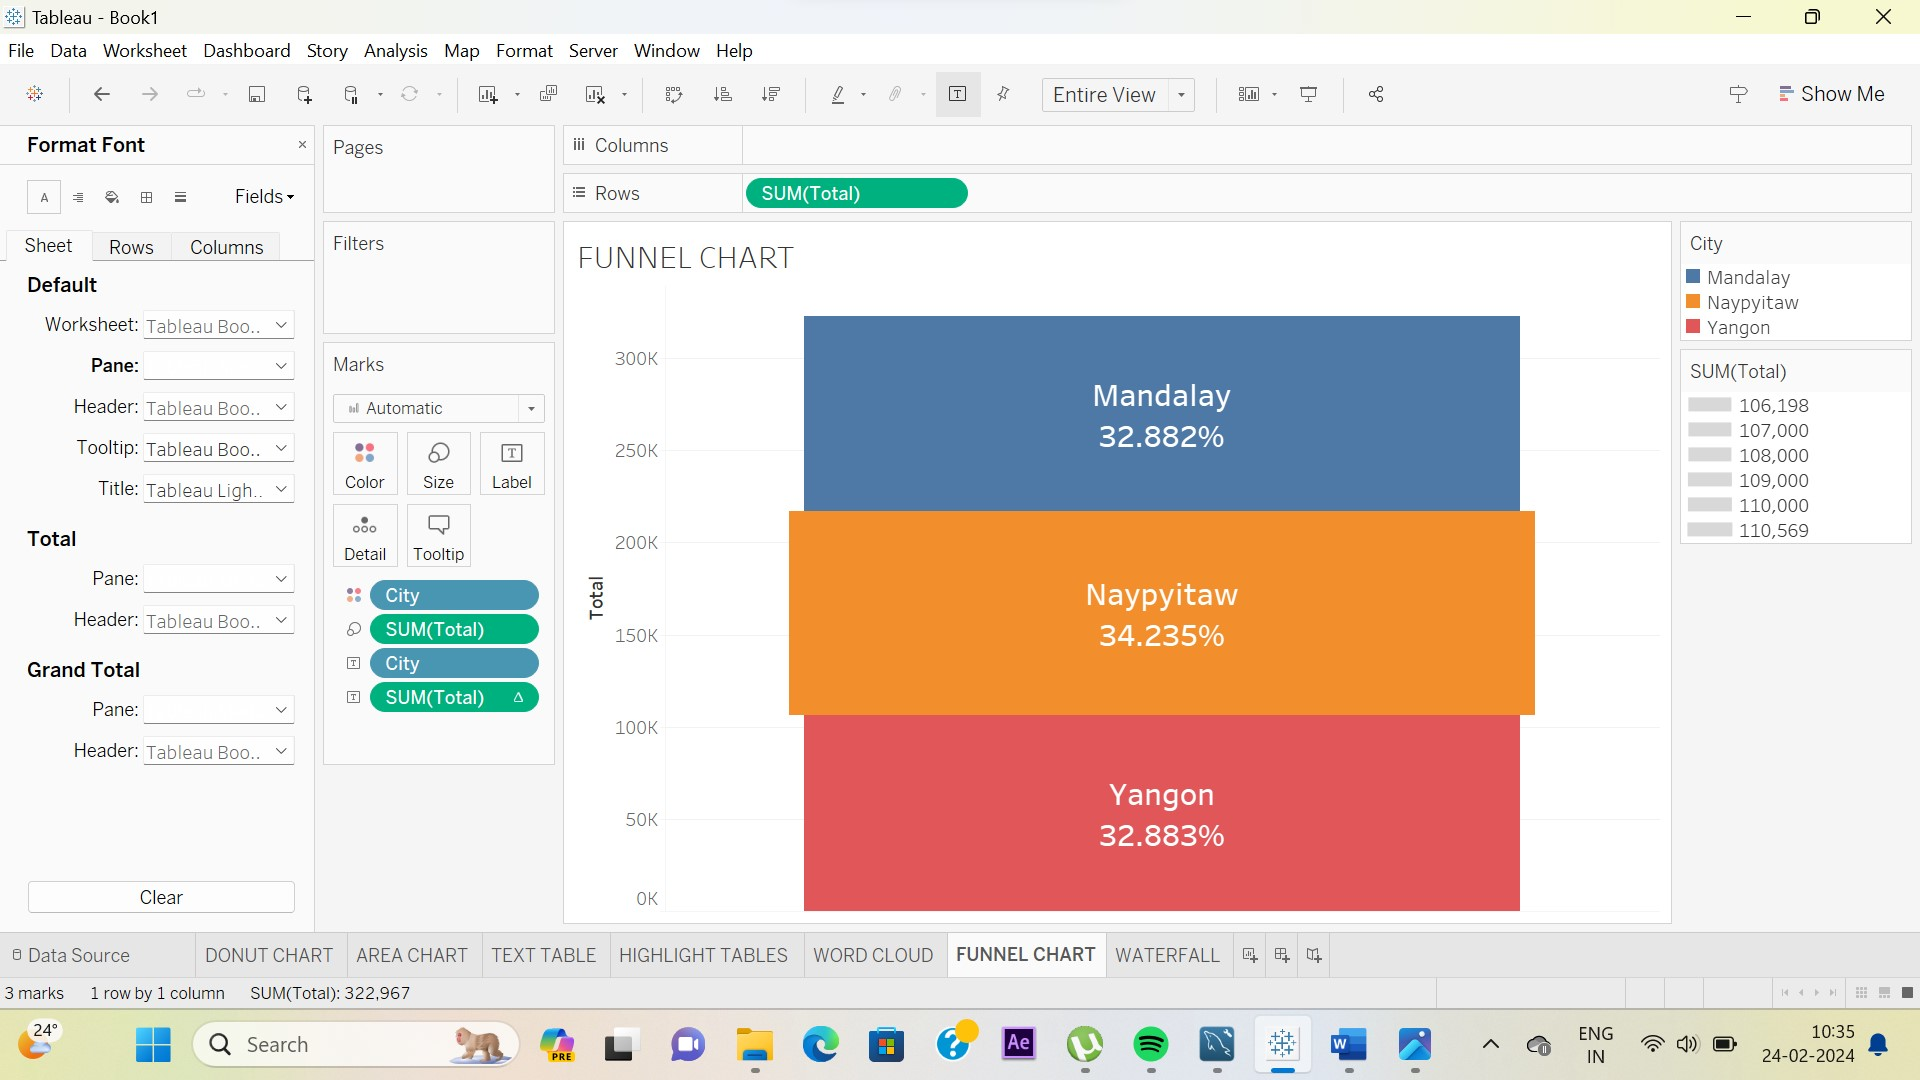 Tableau - Book1
File Data Worksheet Dashboard Story Analysis Map Format Server Window Help
Entire View
Show Me
Format Font
Fields
Sheet Rows Columns
Default
Worksheet: Tableau Boo..
Pane:
Header: Tableau Boo..
Tooltip: Tableau Boo..
Title: Tableau Ligh..
Total
Pane:
Header: Tableau Boo..
Grand Total
Pane:
Header: Tableau Boo..
Clear
Pages
Filters
Marks
Automatic
Color Size Label
Detail Tooltip
City
SUM(Total)
City
SUM(Total)
Columns
Rows SUM(Total)
FUNNEL CHART
Total
300K
250K
200K
150K
100K
50K
0K
Mandalay
32.882%
Naypyitaw
34.235%
Yangon
32.883%
City
Mandalay
Naypyitaw
Yangon
SUM(Total)
106,198
107,000
108,000
109,000
110,000
110,569
Data Source DONUT CHART AREA CHART TEXT TABLE HIGHLIGHT TABLES WORD CLOUD FUNNEL CHART WATERFALL
3 marks 1 row by 1 column SUM(Total): 322,967
24°
Search
PRE
Ae
W
ENG
IN
10:35
24-02-2024